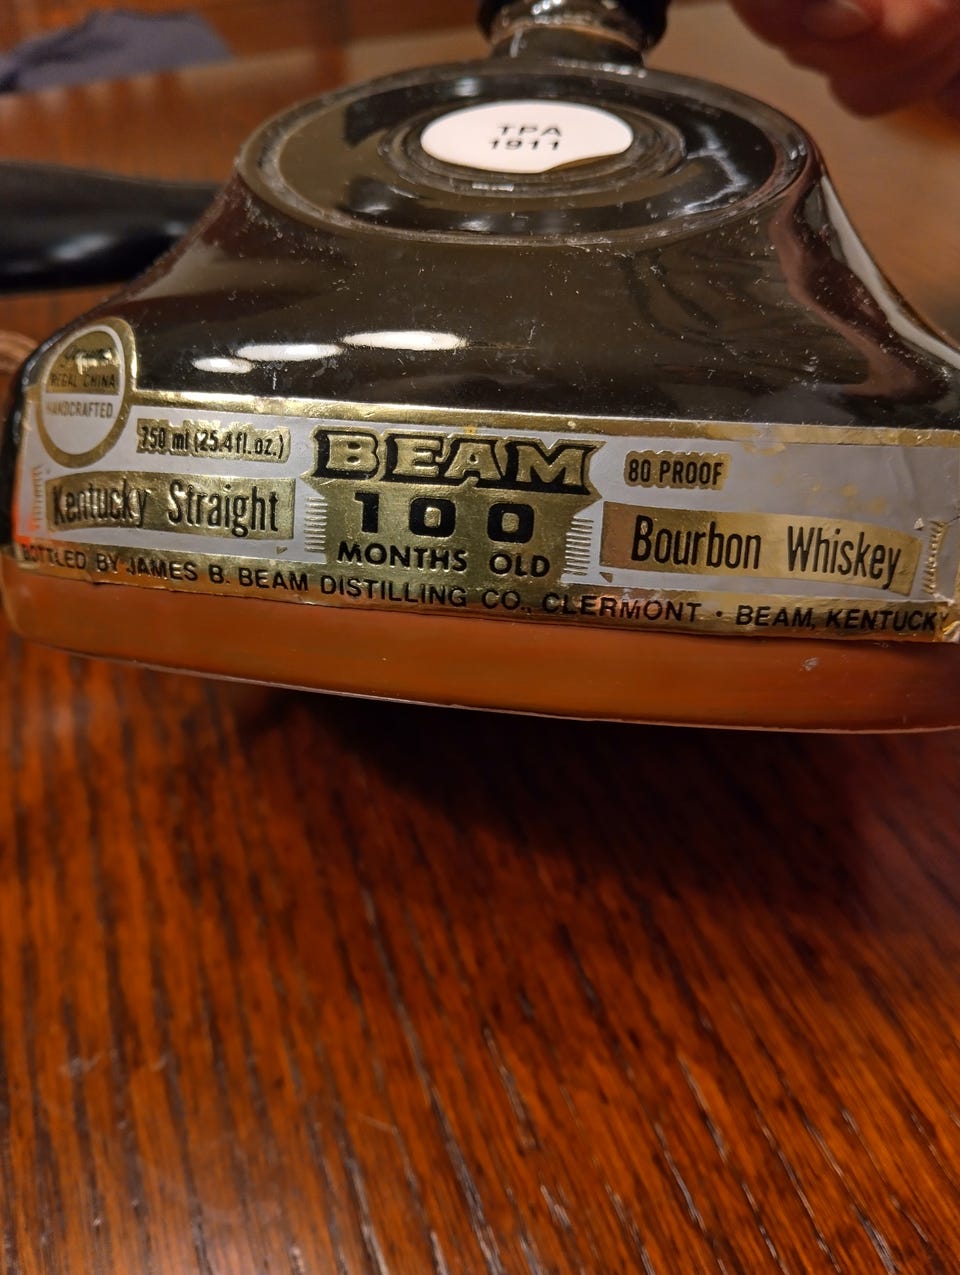 TPA
1911
REGAL CHINA
HANDCRAFTED
750 ml (25.4 fl. oz.)
BEAM
80 PROOF
Kentucky Straight
100
MONTHS OLD
Bourbon Whiskey
BOTTLED BY JAMES B. BEAM DISTILLING CO., CLERMONT • BEAM, KENTUCKY